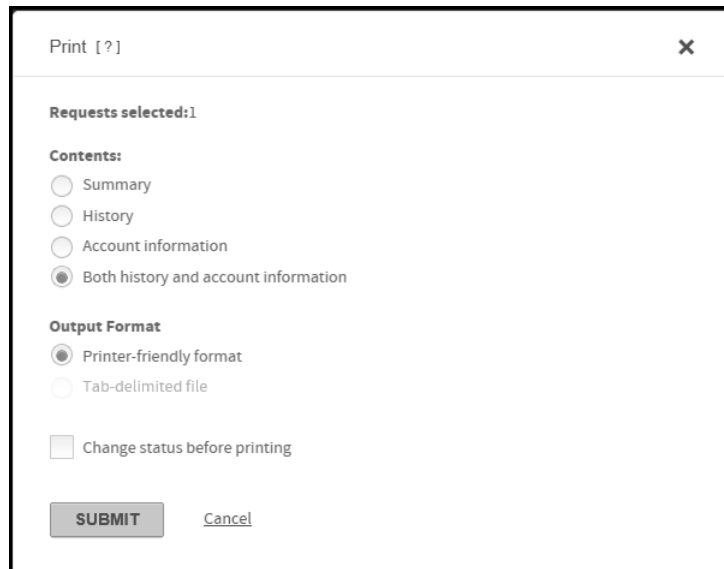 Print [ ? ]
Requests selected:1
Contents:
Summary
History
Account information
Both history and account information
Output Format
Printer-friendly format
Tab-delimited file
Change status before printing
SUBMIT Cancel